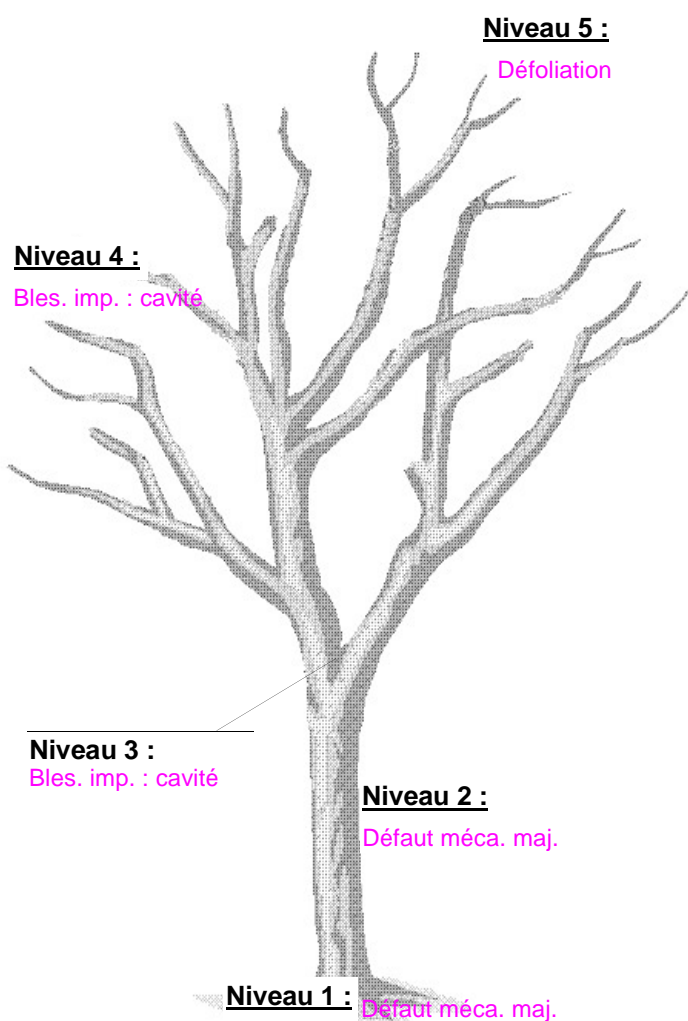 Niveau 5 :
Défoliation
Niveau 4 :
Bles. imp. : cavité
Niveau 3 :
Bles. imp. : cavité
Niveau 2 :
Défaut méca. maj.
Niveau 1 : Défaut méca. maj.